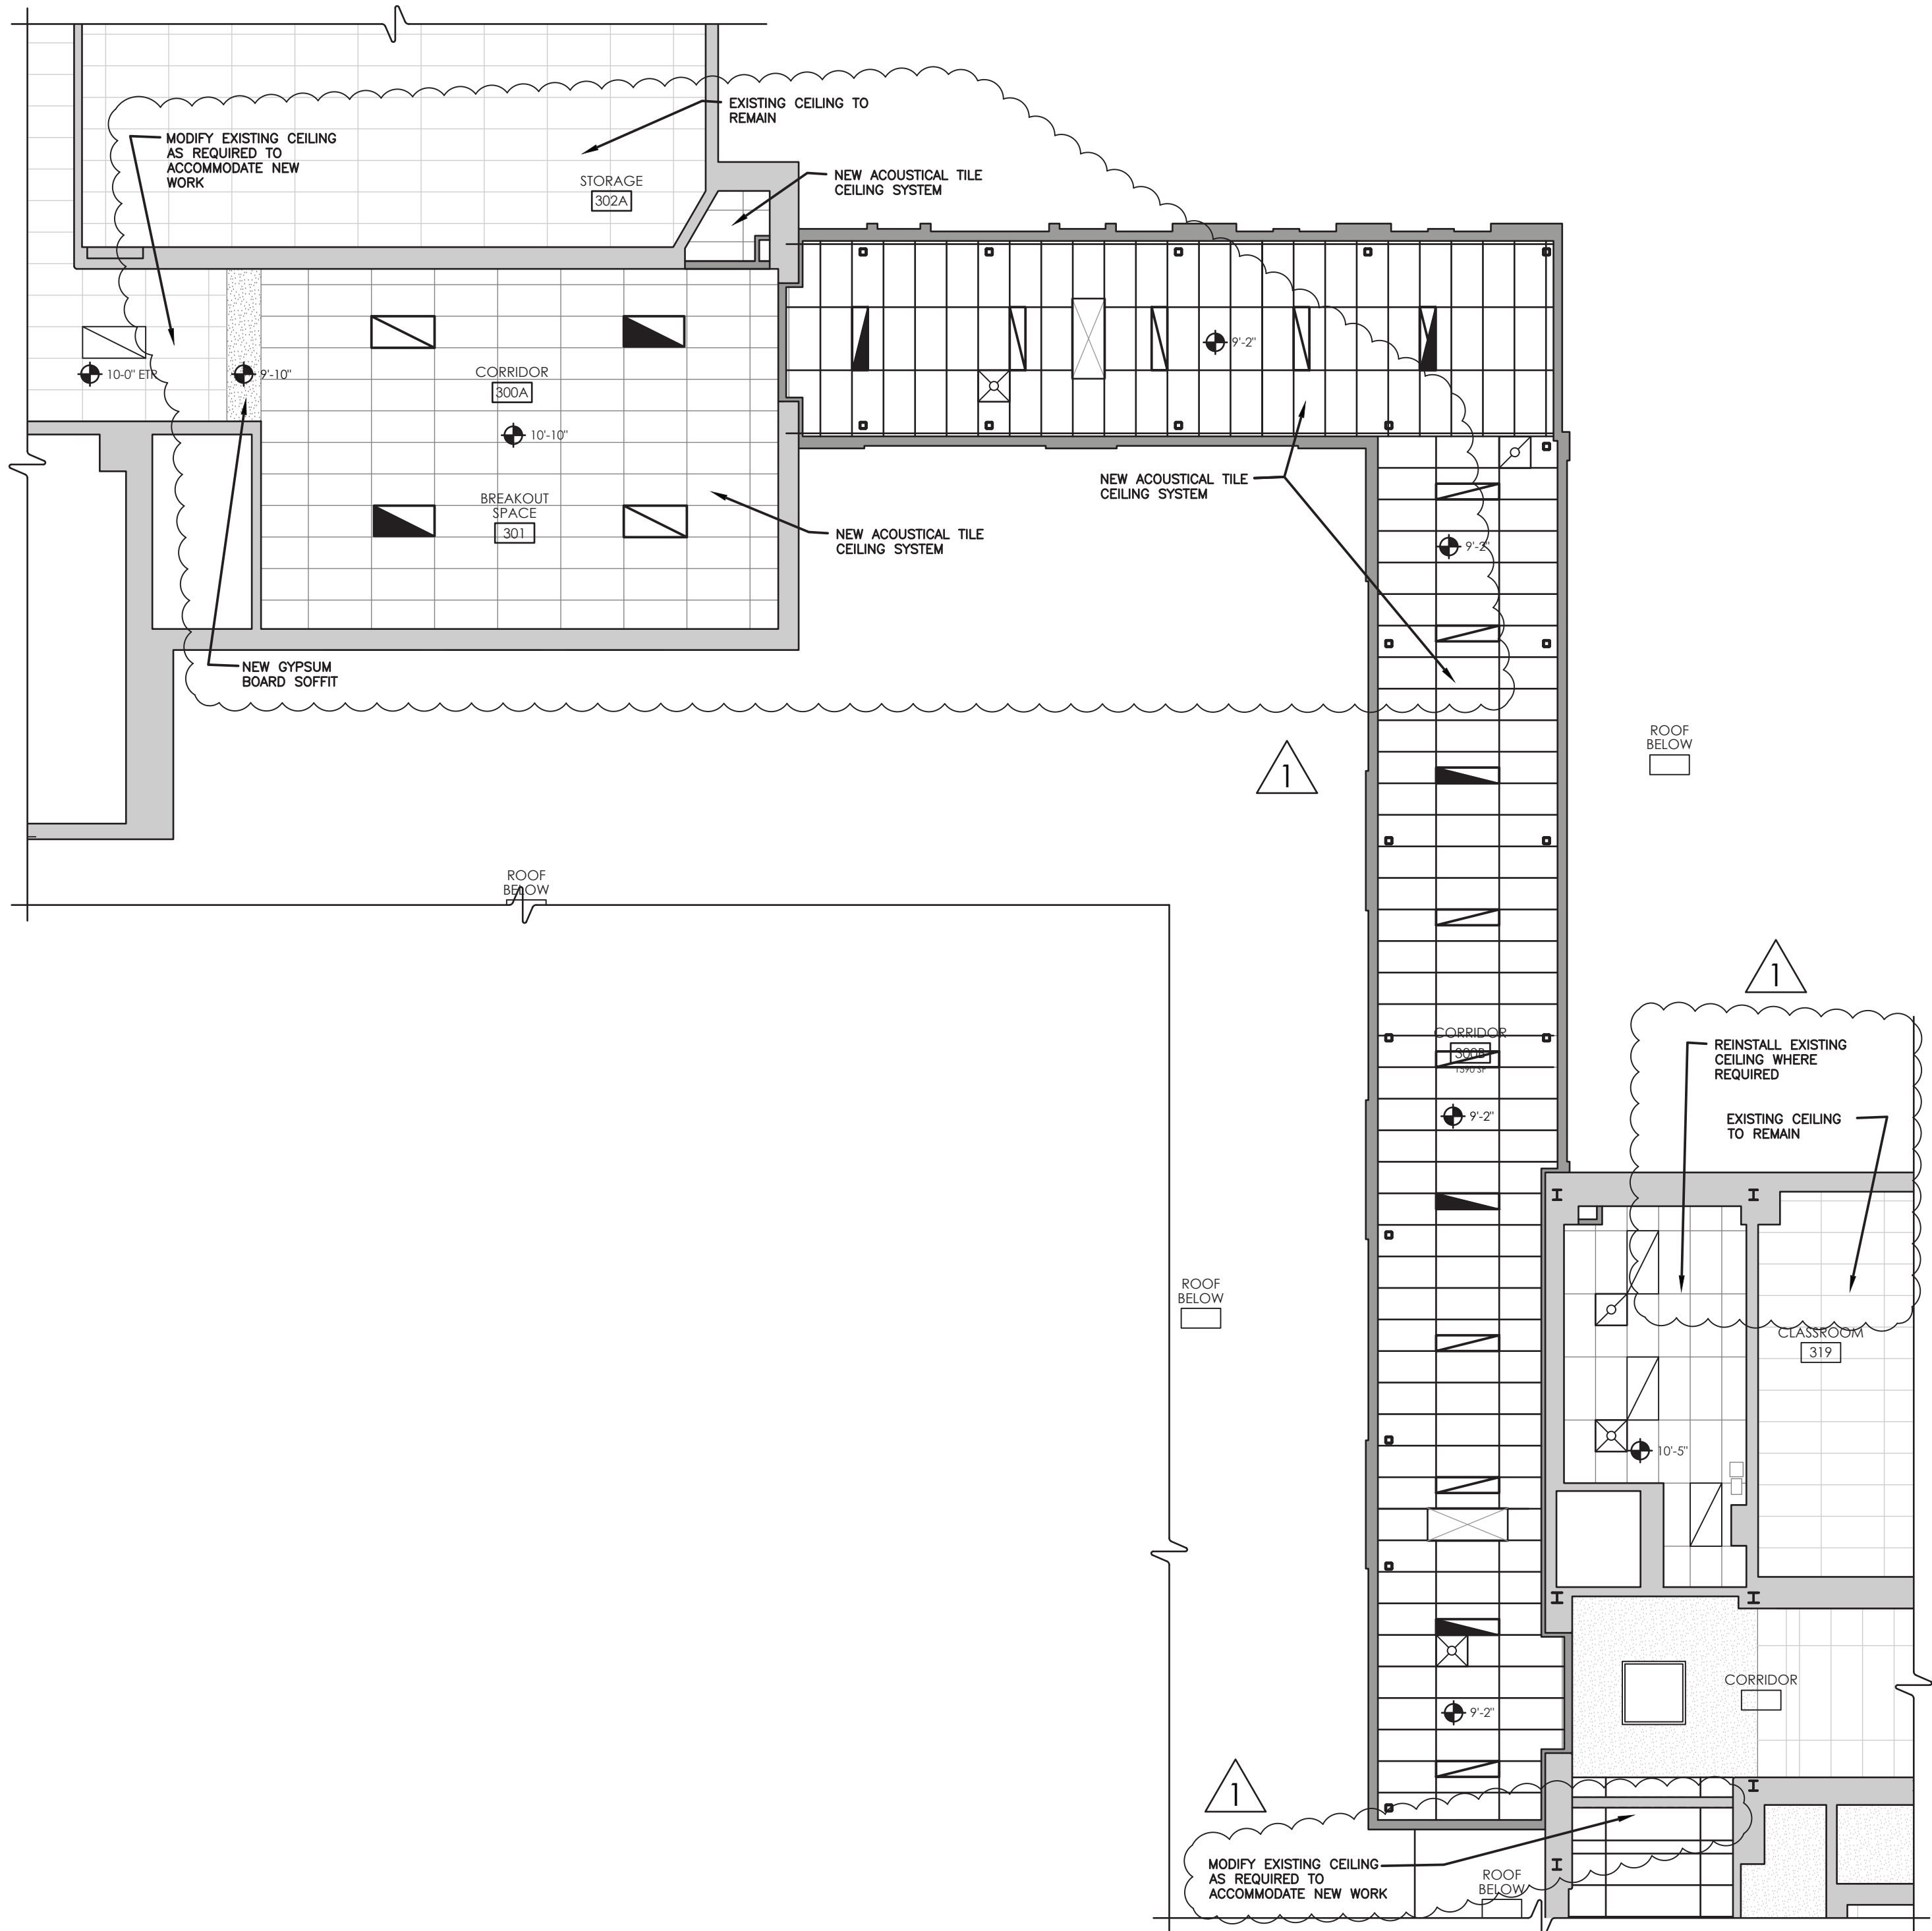 EXISTING CEILING TO
REMAIN
MODIFY EXISTING CEILING
AS REQUIRED TO
ACCOMMODATE NEW
WORK
STORAGE
302A
NEW ACOUSTICAL TILE
CEILING SYSTEM
10-0" ETR
9'-10"
CORRIDOR
300A
10'-10"
9'-2"
BREAKOUT
SPACE
301
NEW ACOUSTICAL TILE
CEILING SYSTEM
NEW ACOUSTICAL TILE
CEILING SYSTEM
9'-2"
NEW GYPSUM
BOARD SOFFIT
ROOF
BELOW
1
ROOF
BELOW
1
CORRIDOR
300B
1390 SF
9'-2"
REINSTALL EXISTING
CEILING WHERE
REQUIRED
EXISTING CEILING
TO REMAIN
ROOF
BELOW
CLASSROOM
319
10'-5"
CORRIDOR
9'-2"
1
MODIFY EXISTING CEILING
AS REQUIRED TO
ACCOMMODATE NEW WORK
ROOF
BELOW